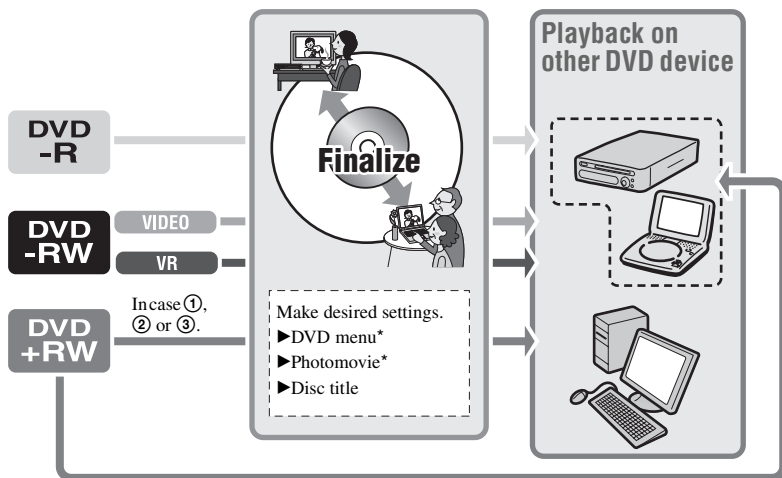 Playback on
other DVD device
DVD
-R
Finalize
DVD
-RW
VIDEO
VR
DVD
+RW
In case ①,
② or ③.
Make desired settings.
►DVD menu*
►Photomovie*
►Disc title